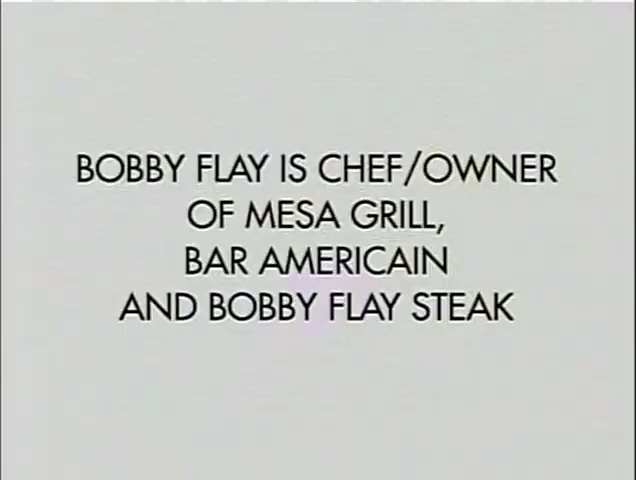 BOBBY FLAY IS CHEF/OWNER
OF MESA GRILL,
BAR AMERICAIN
AND BOBBY FLAY STEAK